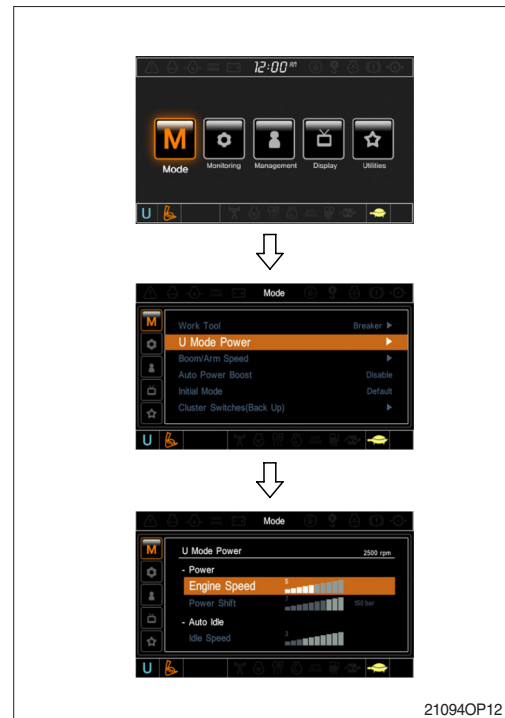 12:00 AM
M
Mode
Monitoring
Management
Display
Utilities
U
Mode
M
Work Tool Breaker ▶
U Mode Power ▶
Boom/Arm Speed ▶
Auto Power Boost Disable
Initial Mode Default
Cluster Switches(Back Up) ▶
U
Mode
M
U Mode Power 2500 rpm
- Power
Engine Speed 5
Power Shift 7 150 bar
- Auto Idle
Idle Speed 3
U
21094OP12